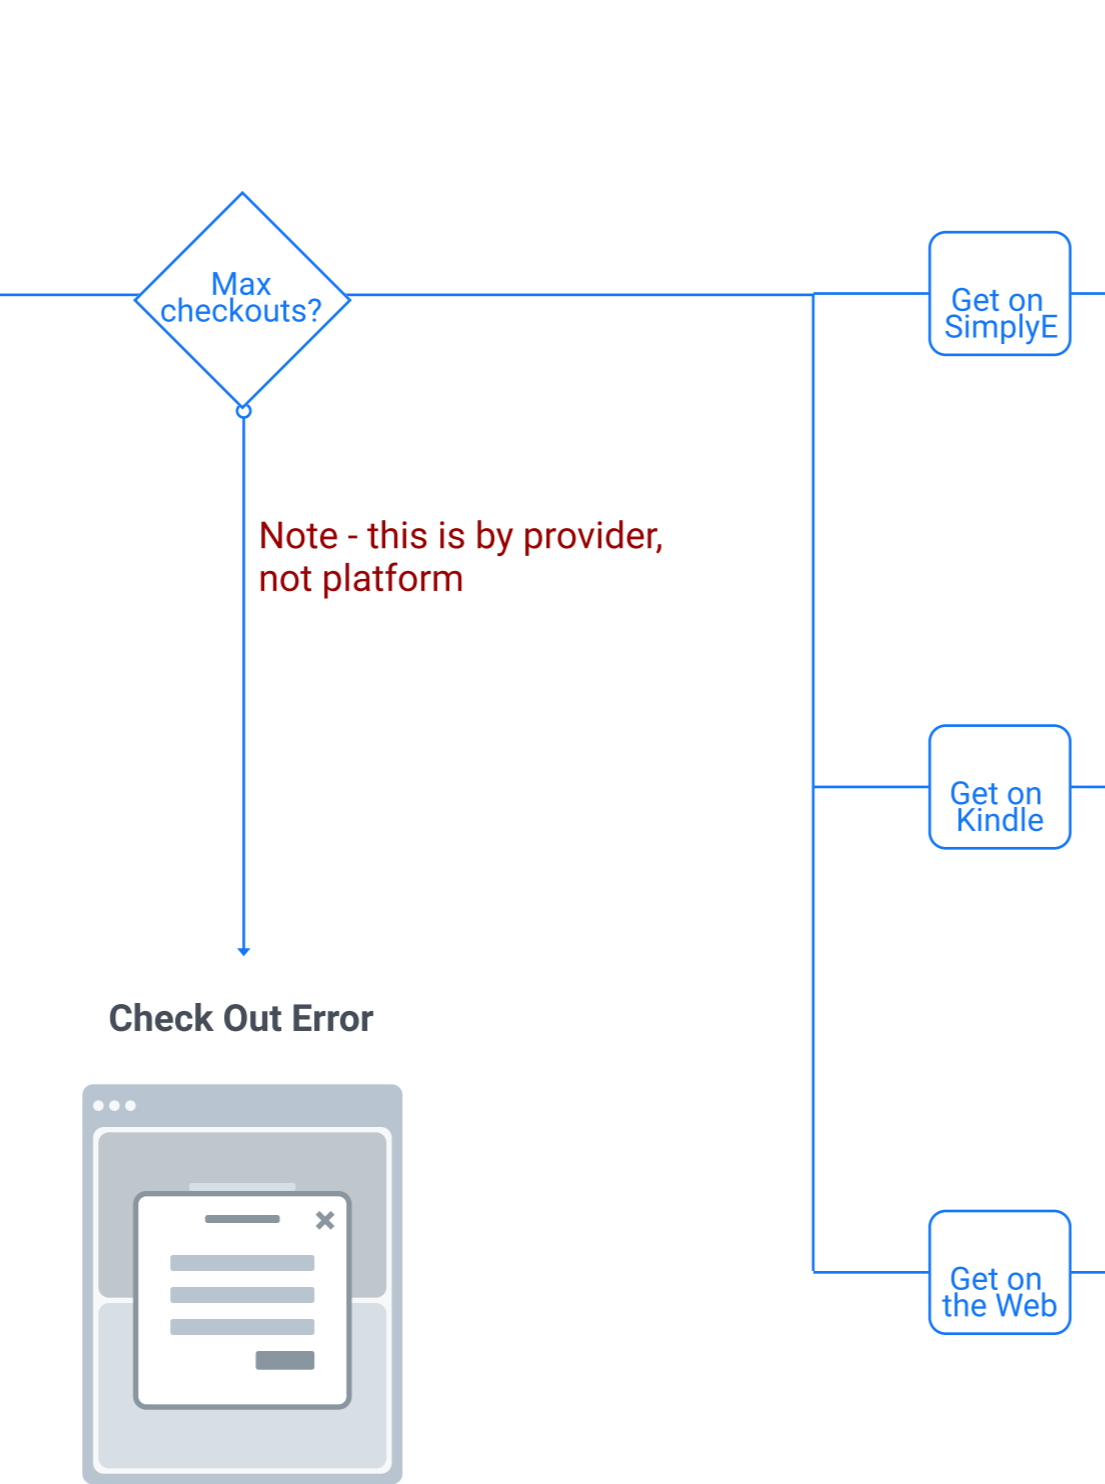 Max
checkouts?
Get on
SimplyE
Note - this is by provider,
not platform
Get on
Kindle
Check Out Error
Get on
the Web